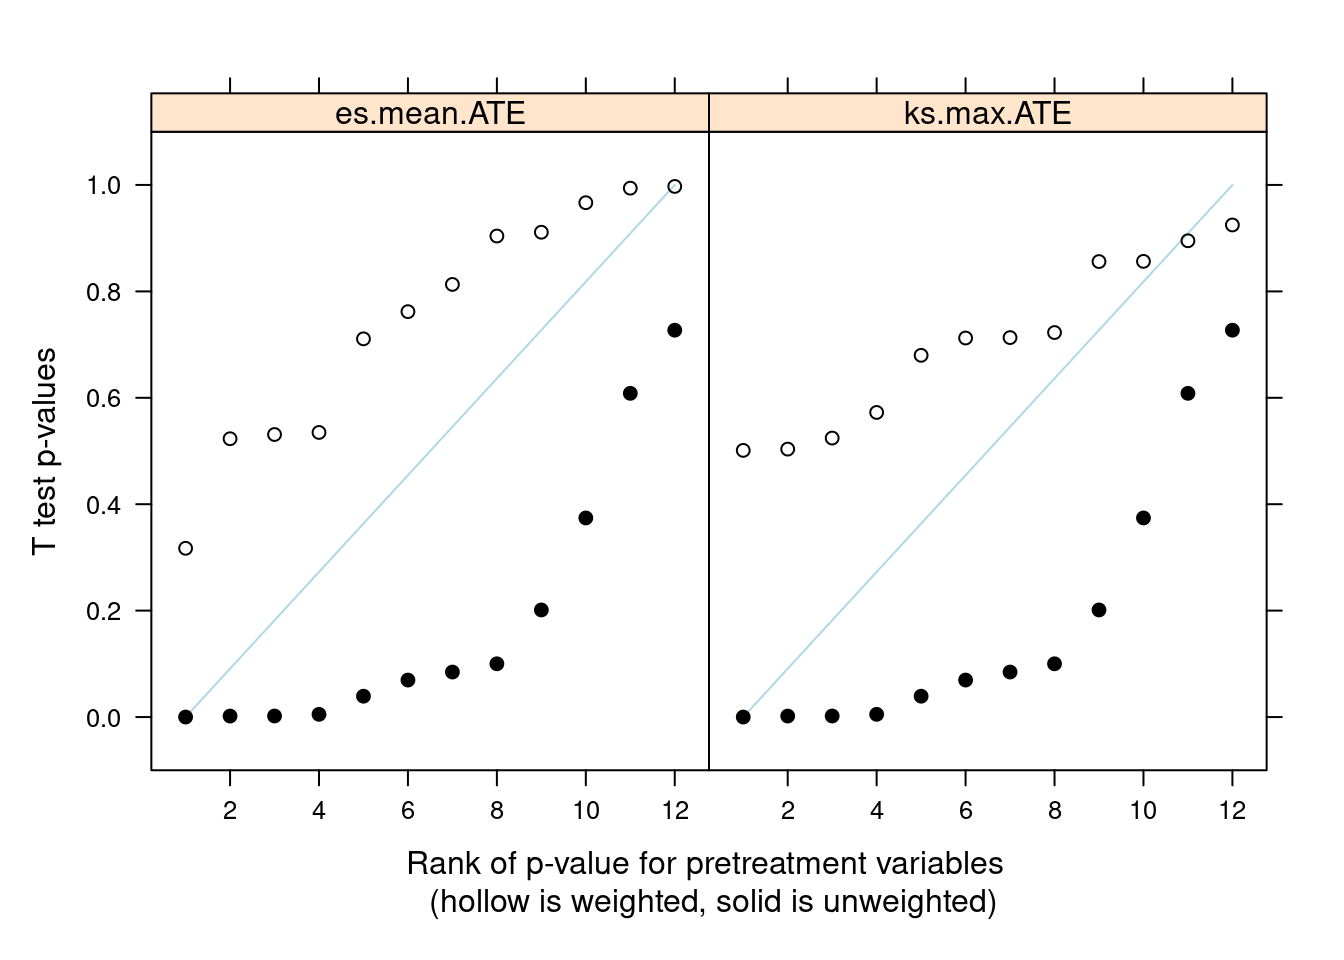 es.mean.ATE
ks.max.ATE
T test p-values
1.0
0.8
0.6
0.4
0.2
0.0
2 4 6 8 10 12
2 4 6 8 10 12
Rank of p-value for pretreatment variables
(hollow is weighted, solid is unweighted)